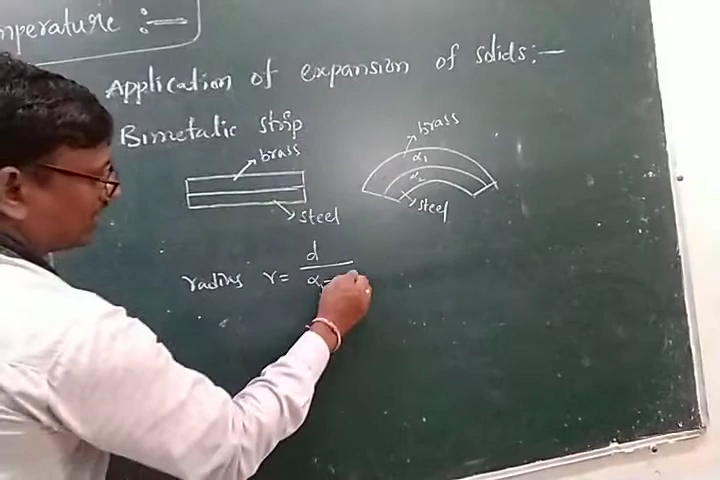 mperature :—
Application of expansion of solids:—
Bimetalic strip
brass
steel
brass
α₁
α₂
steel
radius r = d
α -